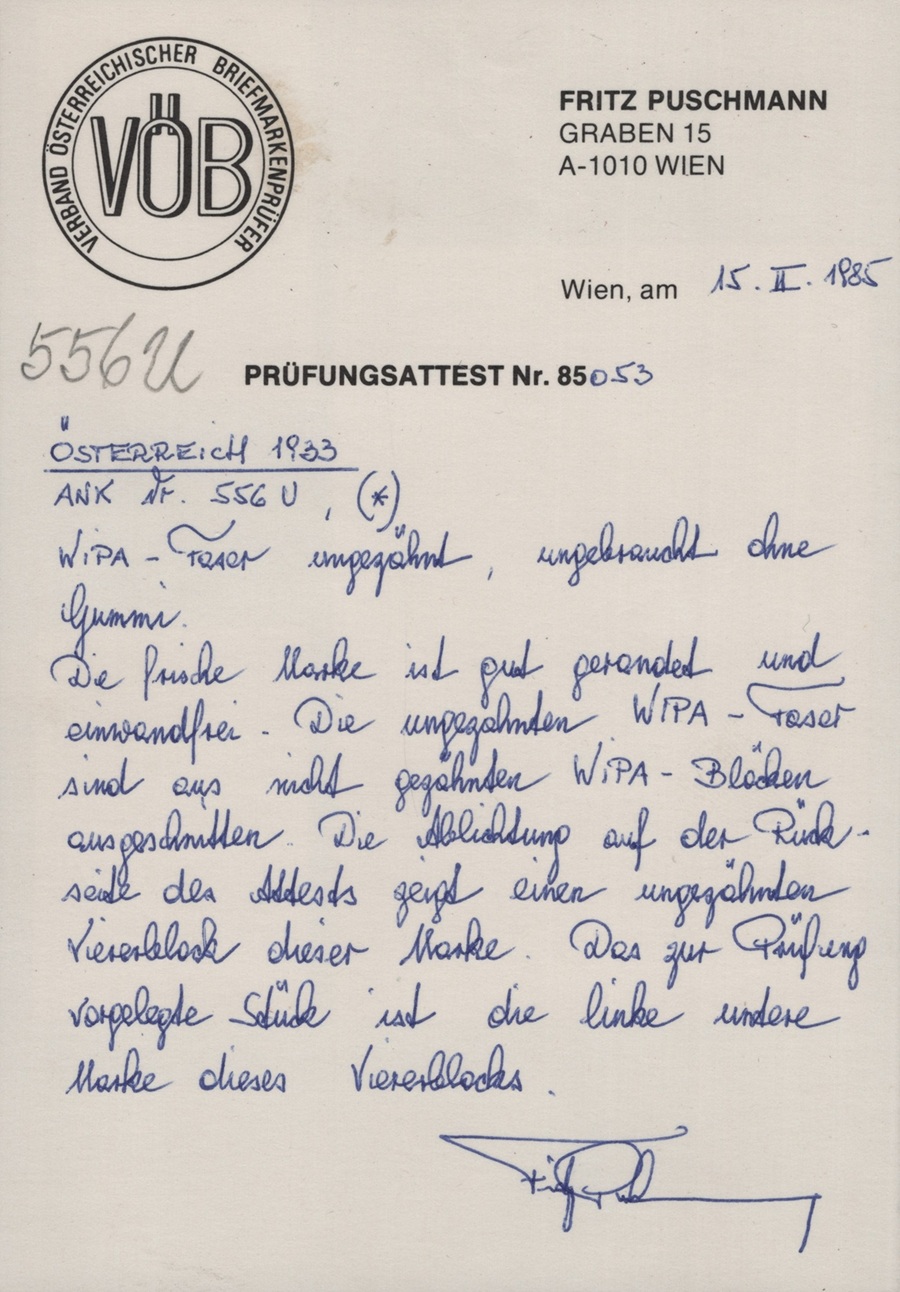 VERBAND ÖSTERREICHISCHER BRIEFMARKENPRÜFER
VÖB
FRITZ PUSCHMANN
GRABEN 15
A-1010 WIEN
Wien, am 15. II. 1985
556U
PRÜFUNGSATTEST Nr. 85053
ÖSTERREICH 1933
ANK Nr. 556 U, (*)
WIPA - Faser ungezähnt, ungebraucht ohne
Gummi.
Die frische Marke ist gut gerandet und
einwandfrei. Die ungezähnten WIPA - Faser
sind aus nicht gezähnten WIPA - Blöcken
ausgeschnitten. Die Ablichtung auf der Rück-
seite des Attests zeigt einen ungezähnten
Viererblock dieser Marke. Das zur Prüfung
vorgelegte Stück ist die linke untere
Marke dieses Viererblocks.